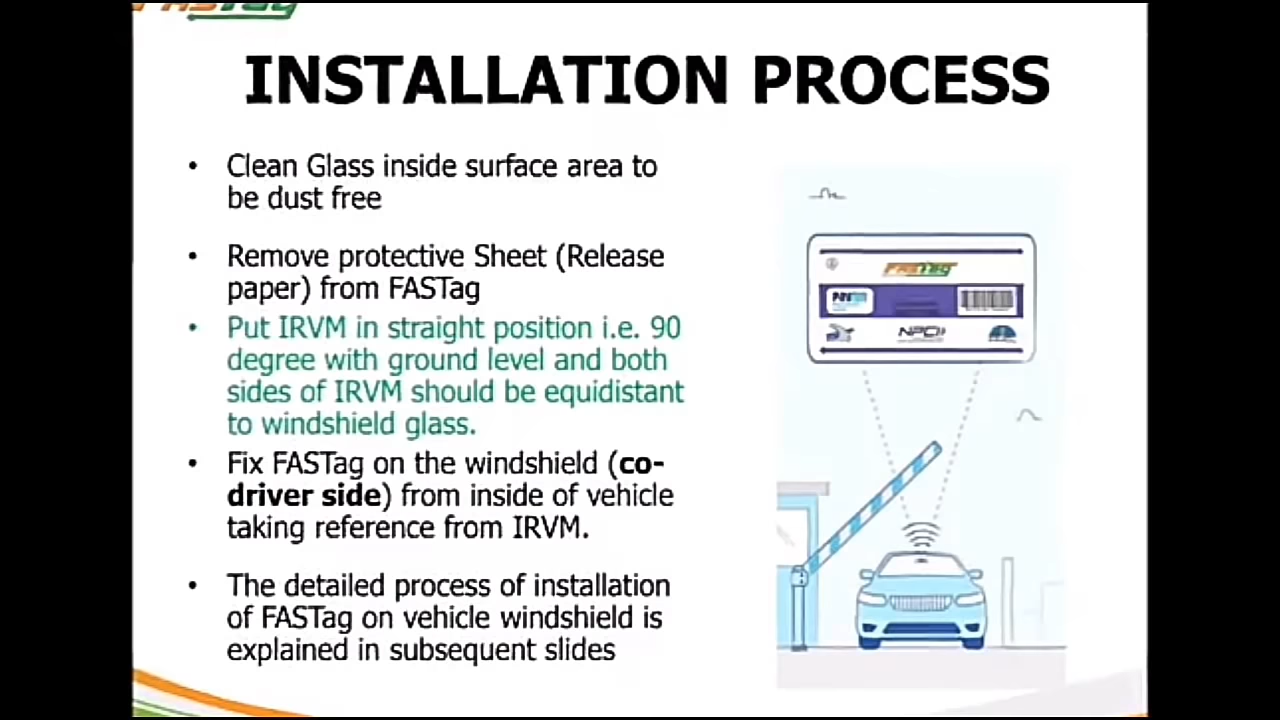 FASTag
INSTALLATION PROCESS
• Clean Glass inside surface area to
be dust free
• Remove protective Sheet (Release
paper) from FASTag
• Put IRVM in straight position i.e. 90
degree with ground level and both
sides of IRVM should be equidistant
to windshield glass.
• Fix FASTag on the windshield (co-
driver side) from inside of vehicle
taking reference from IRVM.
• The detailed process of installation
of FASTag on vehicle windshield is
explained in subsequent slides
FASTag
NPCI